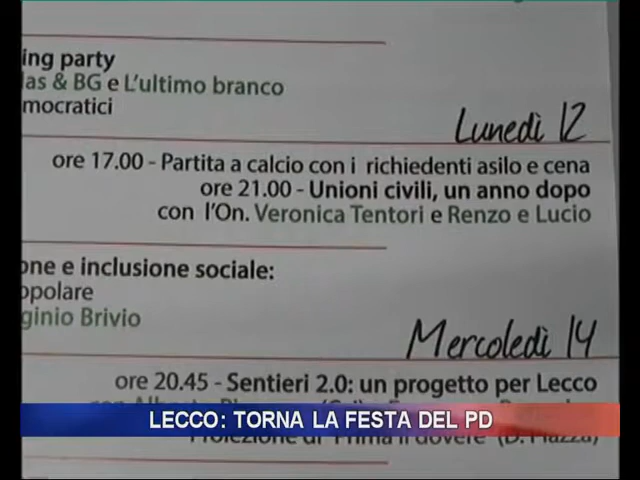 ing party
las & BG e L'ultimo branco
mocratici
Lunedì 12
ore 17.00 - Partita a calcio con i richiedenti asilo e cena
ore 21.00 - Unioni civili, un anno dopo
con l'On. Veronica Tentori e Renzo e Lucio
one e inclusione sociale:
opolare
ginio Brivio
Mercoledì 14
ore 20.45 - Sentieri 2.0: un progetto per Lecco
LECCO: TORNA LA FESTA DEL PD